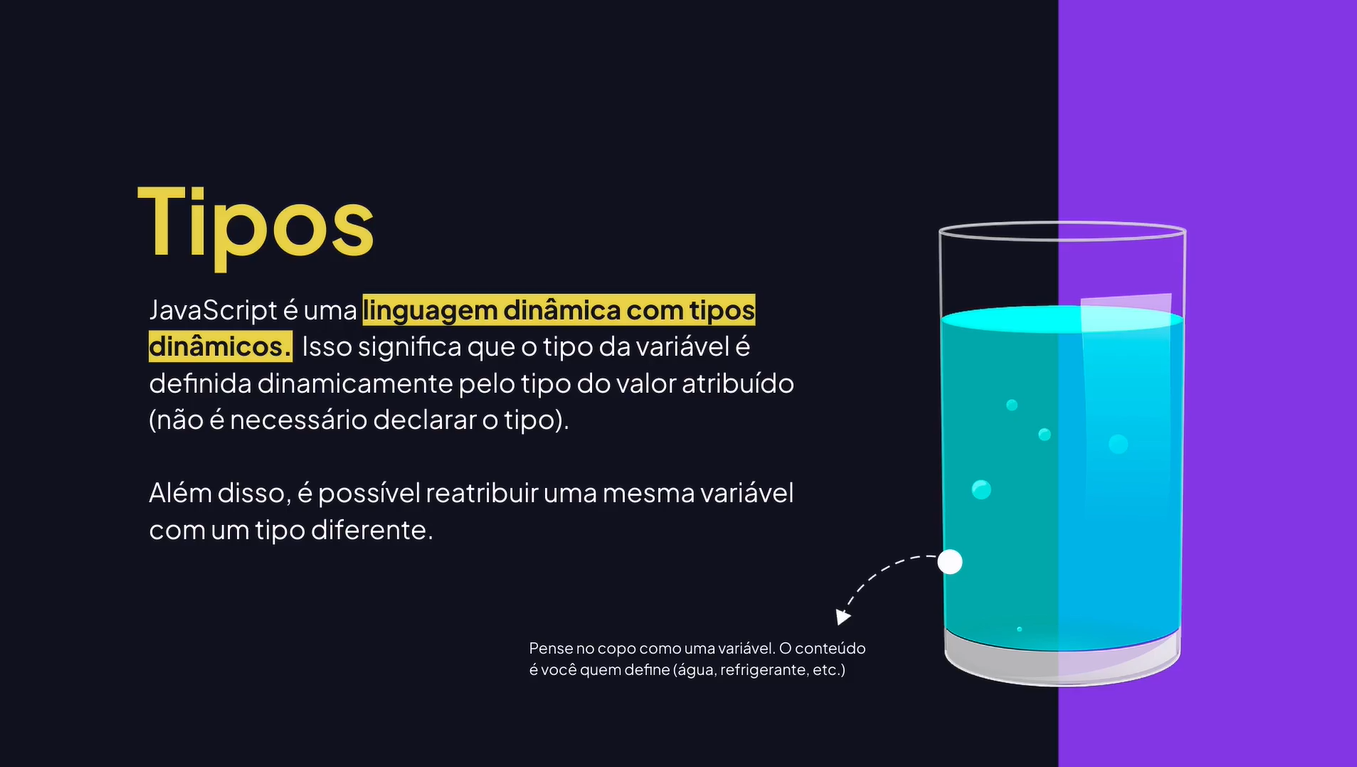 Tipos
JavaScript é uma linguagem dinâmica com tipos
dinâmicos. Isso significa que o tipo da variável é
definida dinamicamente pelo tipo do valor atribuído
(não é necessário declarar o tipo).
Além disso, é possível reatribuir uma mesma variável
com um tipo diferente.
Pense no copo como uma variável. O conteúdo
é você quem define (água, refrigerante, etc.)